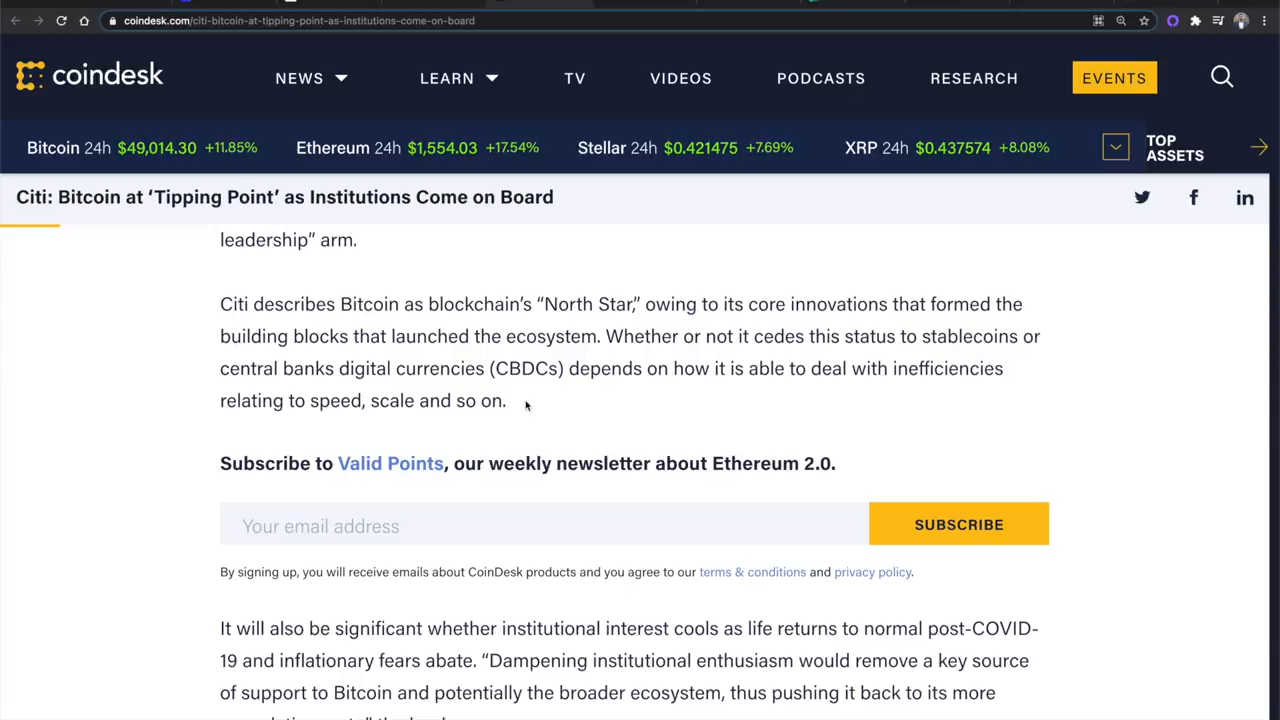 coindesk.com/citi-bitcoin-at-tipping-point-as-institutions-come-on-board
coindesk NEWS LEARN TV VIDEOS PODCASTS RESEARCH EVENTS
Bitcoin 24h $49,014.30 +11.85% Ethereum 24h $1,554.03 +17.54% Stellar 24h $0.421475 +7.69% XRP 24h $0.437574 +8.08% TOP
ASSETS
Citi: Bitcoin at ‘Tipping Point’ as Institutions Come on Board
leadership” arm.
Citi describes Bitcoin as blockchain’s “North Star,” owing to its core innovations that formed the
building blocks that launched the ecosystem. Whether or not it cedes this status to stablecoins or
central banks digital currencies (CBDCs) depends on how it is able to deal with inefficiencies
relating to speed, scale and so on.
Subscribe to Valid Points, our weekly newsletter about Ethereum 2.0.
Your email address SUBSCRIBE
By signing up, you will receive emails about CoinDesk products and you agree to our terms & conditions and privacy policy.
It will also be significant whether institutional interest cools as life returns to normal post-COVID-
19 and inflationary fears abate. “Dampening institutional enthusiasm would remove a key source
of support to Bitcoin and potentially the broader ecosystem, thus pushing it back to its more